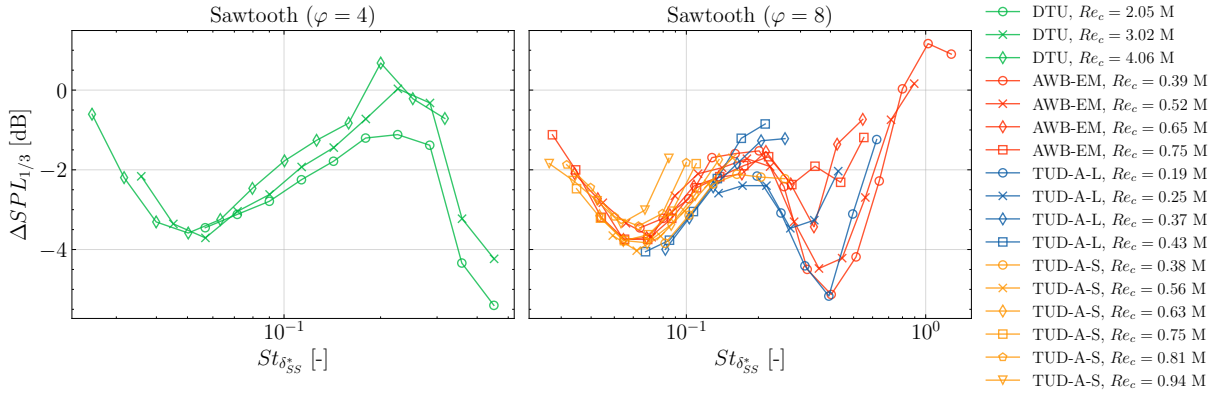 Sawtooth (φ = 4)
Sawtooth (φ = 8)
ΔSPL_{1/3} [dB]
0
−2
−4
10^{−1}
10^{−1}
10^{0}
St_{δ^*_{SS}} [-]
St_{δ^*_{SS}} [-]
DTU, Re_c = 2.05 M
DTU, Re_c = 3.02 M
DTU, Re_c = 4.06 M
AWB-EM, Re_c = 0.39 M
AWB-EM, Re_c = 0.52 M
AWB-EM, Re_c = 0.65 M
AWB-EM, Re_c = 0.75 M
TUD-A-L, Re_c = 0.19 M
TUD-A-L, Re_c = 0.25 M
TUD-A-L, Re_c = 0.37 M
TUD-A-L, Re_c = 0.43 M
TUD-A-S, Re_c = 0.38 M
TUD-A-S, Re_c = 0.56 M
TUD-A-S, Re_c = 0.63 M
TUD-A-S, Re_c = 0.75 M
TUD-A-S, Re_c = 0.81 M
TUD-A-S, Re_c = 0.94 M